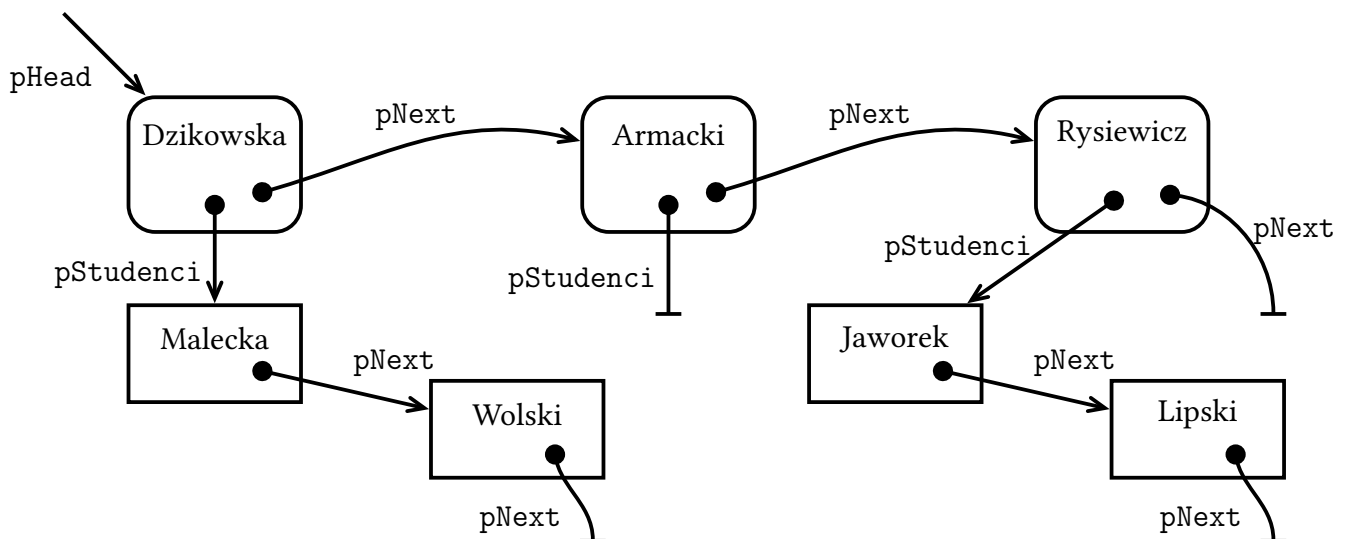 pHead
Dzikowska
pNext
Armacki
pNext
Rysiewicz
pNext
pStudenci
pStudenci
pStudenci
Malecka
pNext
Wolski
pNext
Jaworek
pNext
Lipski
pNext